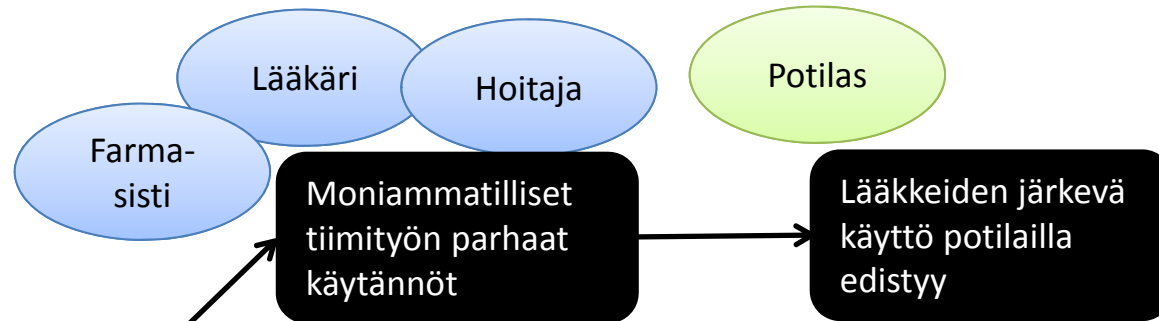 Lääkäri
Hoitaja
Potilas
Farma-
sisti
Moniammatilliset
tiimityön parhaat
käytännöt
Lääkkeiden järkevä
käyttö potilailla
edistyy